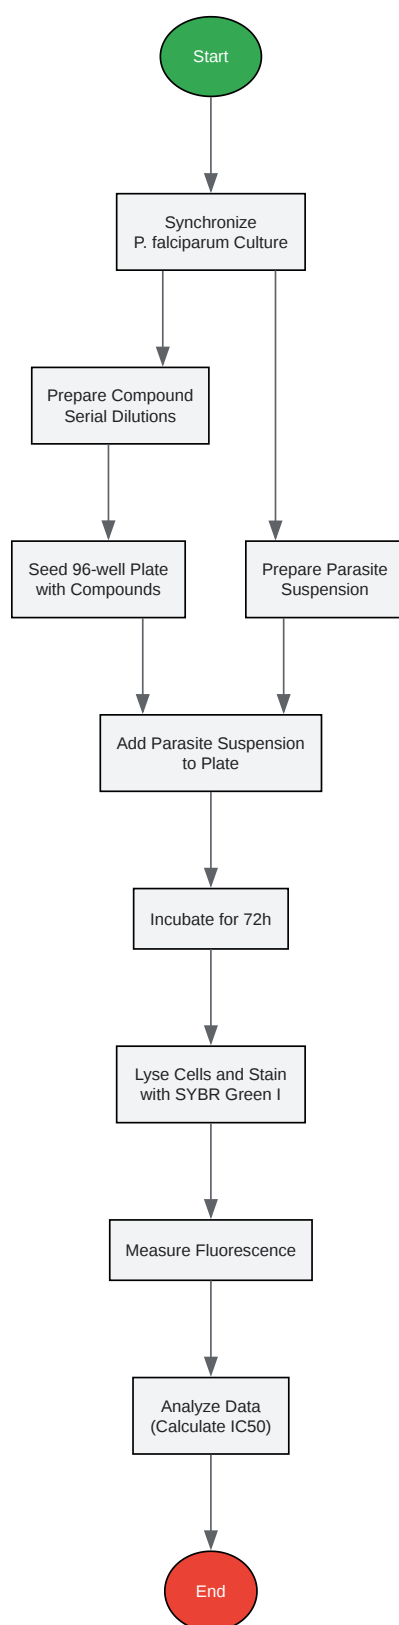 Start
Synchronize
P. falciparum Culture
Prepare Compound
Serial Dilutions
Seed 96-well Plate
with Compounds
Prepare Parasite
Suspension
Add Parasite Suspension
to Plate
Incubate for 72h
Lyse Cells and Stain
with SYBR Green I
Measure Fluorescence
Analyze Data
(Calculate IC50)
End